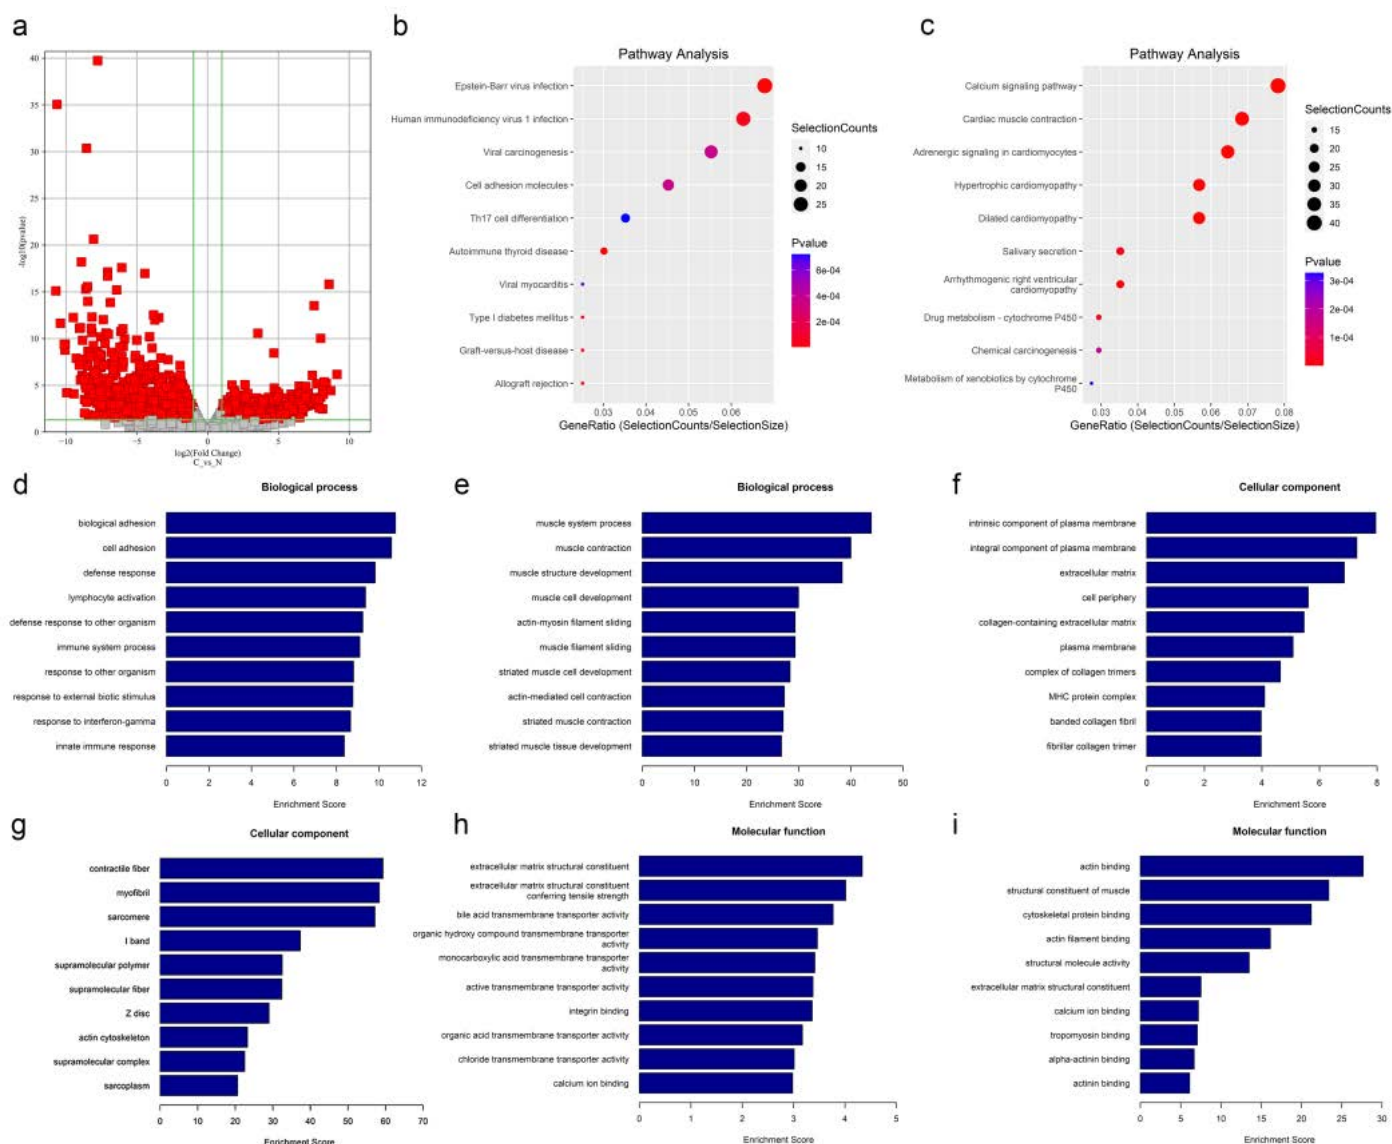 a
40
35
30
25
20
15
10
5
0
-log10(pvalue)
−10
−5
0
5
10
log2(Fold Change)
C_vs_N
b
Pathway Analysis
Epstein-Barr virus infection
Human immunodeficiency virus 1 infection
Viral carcinogenesis
Cell adhesion molecules
Th17 cell differentiation
Autoimmune thyroid disease
Viral myocarditis
Type I diabetes mellitus
Graft-versus-host disease
Allograft rejection
0.03
0.04
0.05
0.06
GeneRatio (SelectionCounts/SelectionSize)
SelectionCounts
10
15
20
25
Pvalue
6e-04
4e-04
2e-04
c
Pathway Analysis
Calcium signaling pathway
Cardiac muscle contraction
Adrenergic signaling in cardiomyocytes
Hypertrophic cardiomyopathy
Dilated cardiomyopathy
Salivary secretion
Arrhythmogenic right ventricular
cardiomyopathy
Drug metabolism - cytochrome P450
Chemical carcinogenesis
Metabolism of xenobiotics by cytochrome
P450
0.03
0.04
0.05
0.06
0.07
0.08
GeneRatio (SelectionCounts/SelectionSize)
SelectionCounts
15
20
25
30
35
40
Pvalue
3e-04
2e-04
1e-04
d
Biological process
biological adhesion
cell adhesion
defense response
lymphocyte activation
defense response to other organism
immune system process
response to other organism
response to external biotic stimulus
response to interferon-gamma
innate immune response
0
2
4
6
8
10
12
Enrichment Score
e
Biological process
muscle system process
muscle contraction
muscle structure development
muscle cell development
actin-myosin filament sliding
muscle filament sliding
striated muscle cell development
actin-mediated cell contraction
striated muscle contraction
striated muscle tissue development
0
10
20
30
40
50
Enrichment Score
f
Cellular component
intrinsic component of plasma membrane
integral component of plasma membrane
extracellular matrix
cell periphery
collagen-containing extracellular matrix
plasma membrane
complex of collagen trimers
MHC protein complex
banded collagen fibril
fibrillar collagen trimer
0
2
4
6
8
Enrichment Score
g
Cellular component
contractile fiber
myofibril
sarcomere
I band
supramolecular polymer
supramolecular fiber
Z disc
actin cytoskeleton
supramolecular complex
sarcoplasm
0
10
20
30
40
50
60
70
Enrichment Score
h
Molecular function
extracellular matrix structural constituent
extracellular matrix structural constituent
conferring tensile strength
bile acid transmembrane transporter activity
organic hydroxy compound transmembrane transporter
activity
monocarboxylic acid transmembrane transporter
activity
active transmembrane transporter activity
integrin binding
organic acid transmembrane transporter activity
chloride transmembrane transporter activity
calcium ion binding
0
1
2
3
4
5
Enrichment Score
i
Molecular function
actin binding
structural constituent of muscle
cytoskeletal protein binding
actin filament binding
structural molecule activity
extracellular matrix structural constituent
calcium ion binding
tropomyosin binding
alpha-actinin binding
actinin binding
0
5
10
15
20
25
30
Enrichment Score